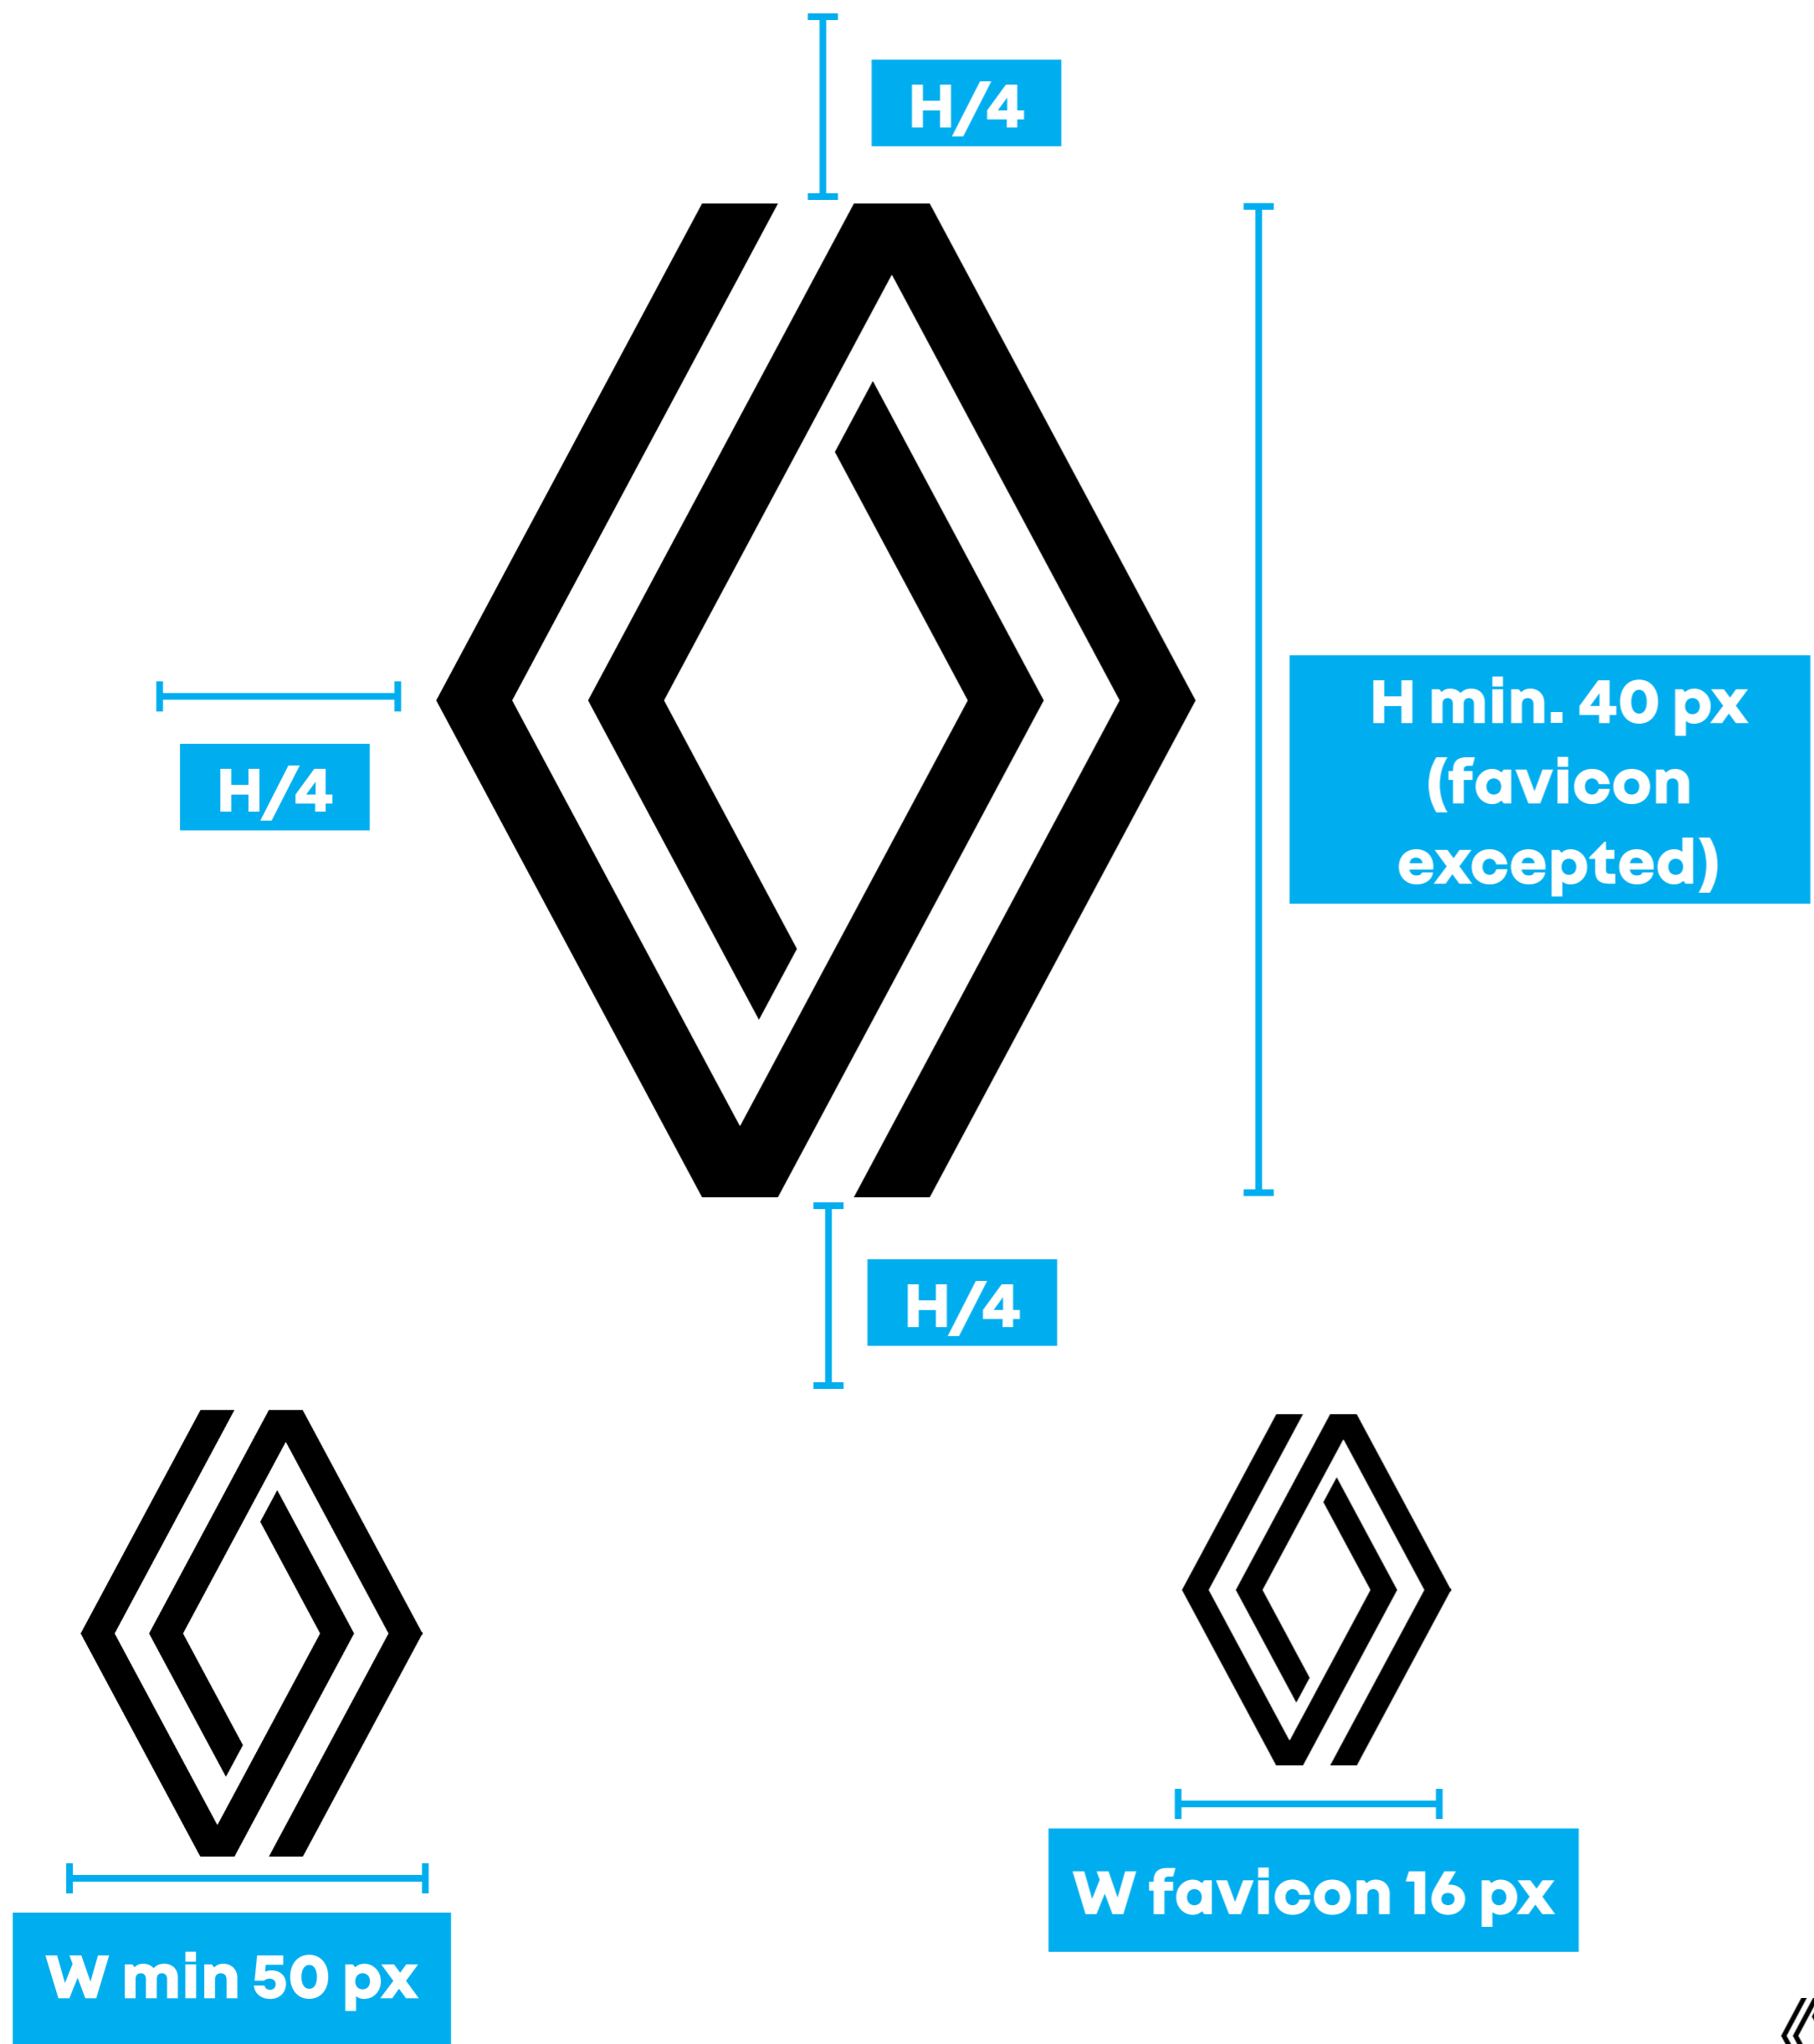 H/4
H/4
H min. 40 px
(favicon
excepted)
H/4
W favicon 16 px
W min 50 px